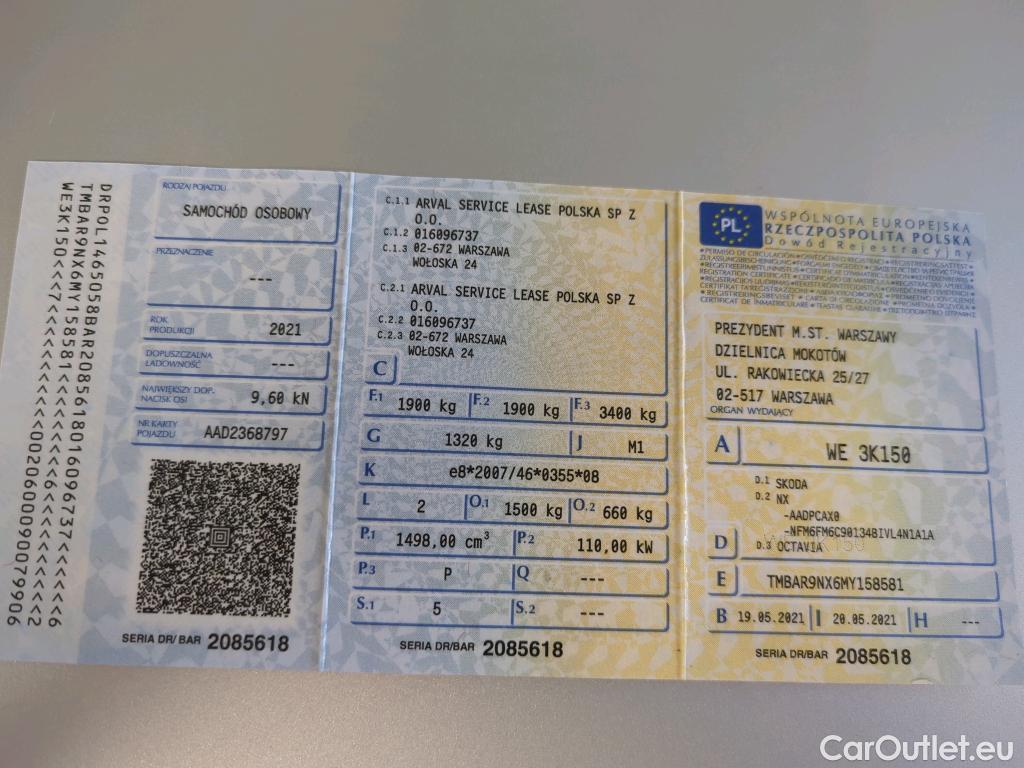 DRPOL1465058BAR2085618016096737<<<<6
TMBAR9NX6MY158581
WE3K150
RODZAJ POJAZDU
SAMOCHÓD OSOBOWY
PRZEZNACZENIE
---
ROK PRODUKCJI
2021
DOPUSZCZALNA ŁADOWNOŚĆ
---
NAJWIĘKSZY DOP. NACISK OSI
9,60 kN
NR KARTY POJAZDU
AAD2368797
SERIA DR/BAR 2085618
C.1.1 ARVAL SERVICE LEASE POLSKA SP Z
O.O.
C.1.2 016096737
C.1.3 02-672 WARSZAWA
WOŁOSKA 24
C.2.1 ARVAL SERVICE LEASE POLSKA SP Z
O.O.
C.2.2 016096737
C.2.3 02-672 WARSZAWA
WOŁOSKA 24
C
F.1 1900 kg F.2 1900 kg F.3 3400 kg
G 1320 kg J M1
K e8*2007/46*0355*08
L 2 O.1 1500 kg O.2 660 kg
P.1 1498,00 cm³ P.2 110,00 kW
P.3 P Q ---
S.1 5 S.2 ---
SERIA DR/BAR 2085618
PL
WSPÓLNOTA EUROPEJSKA
RZECZPOSPOLITA POLSKA
Dowód Rejestracyjny
PREZYDENT M.ST. WARSZAWY
DZIELNICA MOKOTÓW
UL. RAKOWIECKA 25/27
02-517 WARSZAWA
ORGAN WYDAJĄCY
A WE 3K150
D.1 SKODA
D.2 NX
-AADPCAX0
-NFM6FM6C90134BIVL4N1A1A
D D.3 OCTAVIA
E TMBAR9NX6MY158581
B 19.05.2021 I 20.05.2021 H ---
SERIA DR/BAR 2085618
CarOutlet.eu